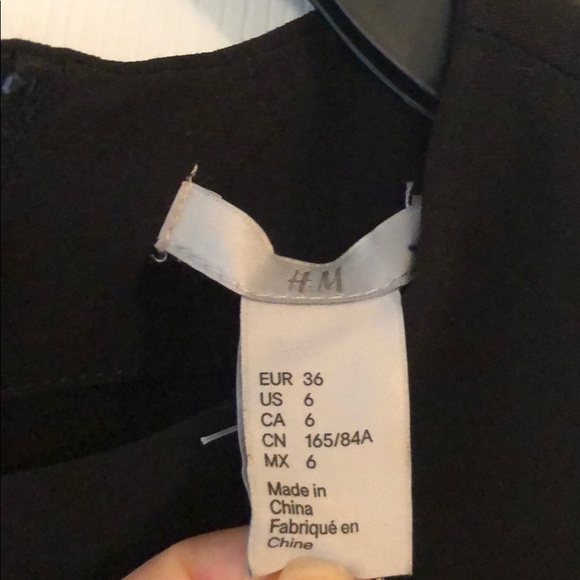 H.M
EUR 36
US 6
CA 6
CN 165/84A
MX 6
Made in
China
Fabriqué en
Chine